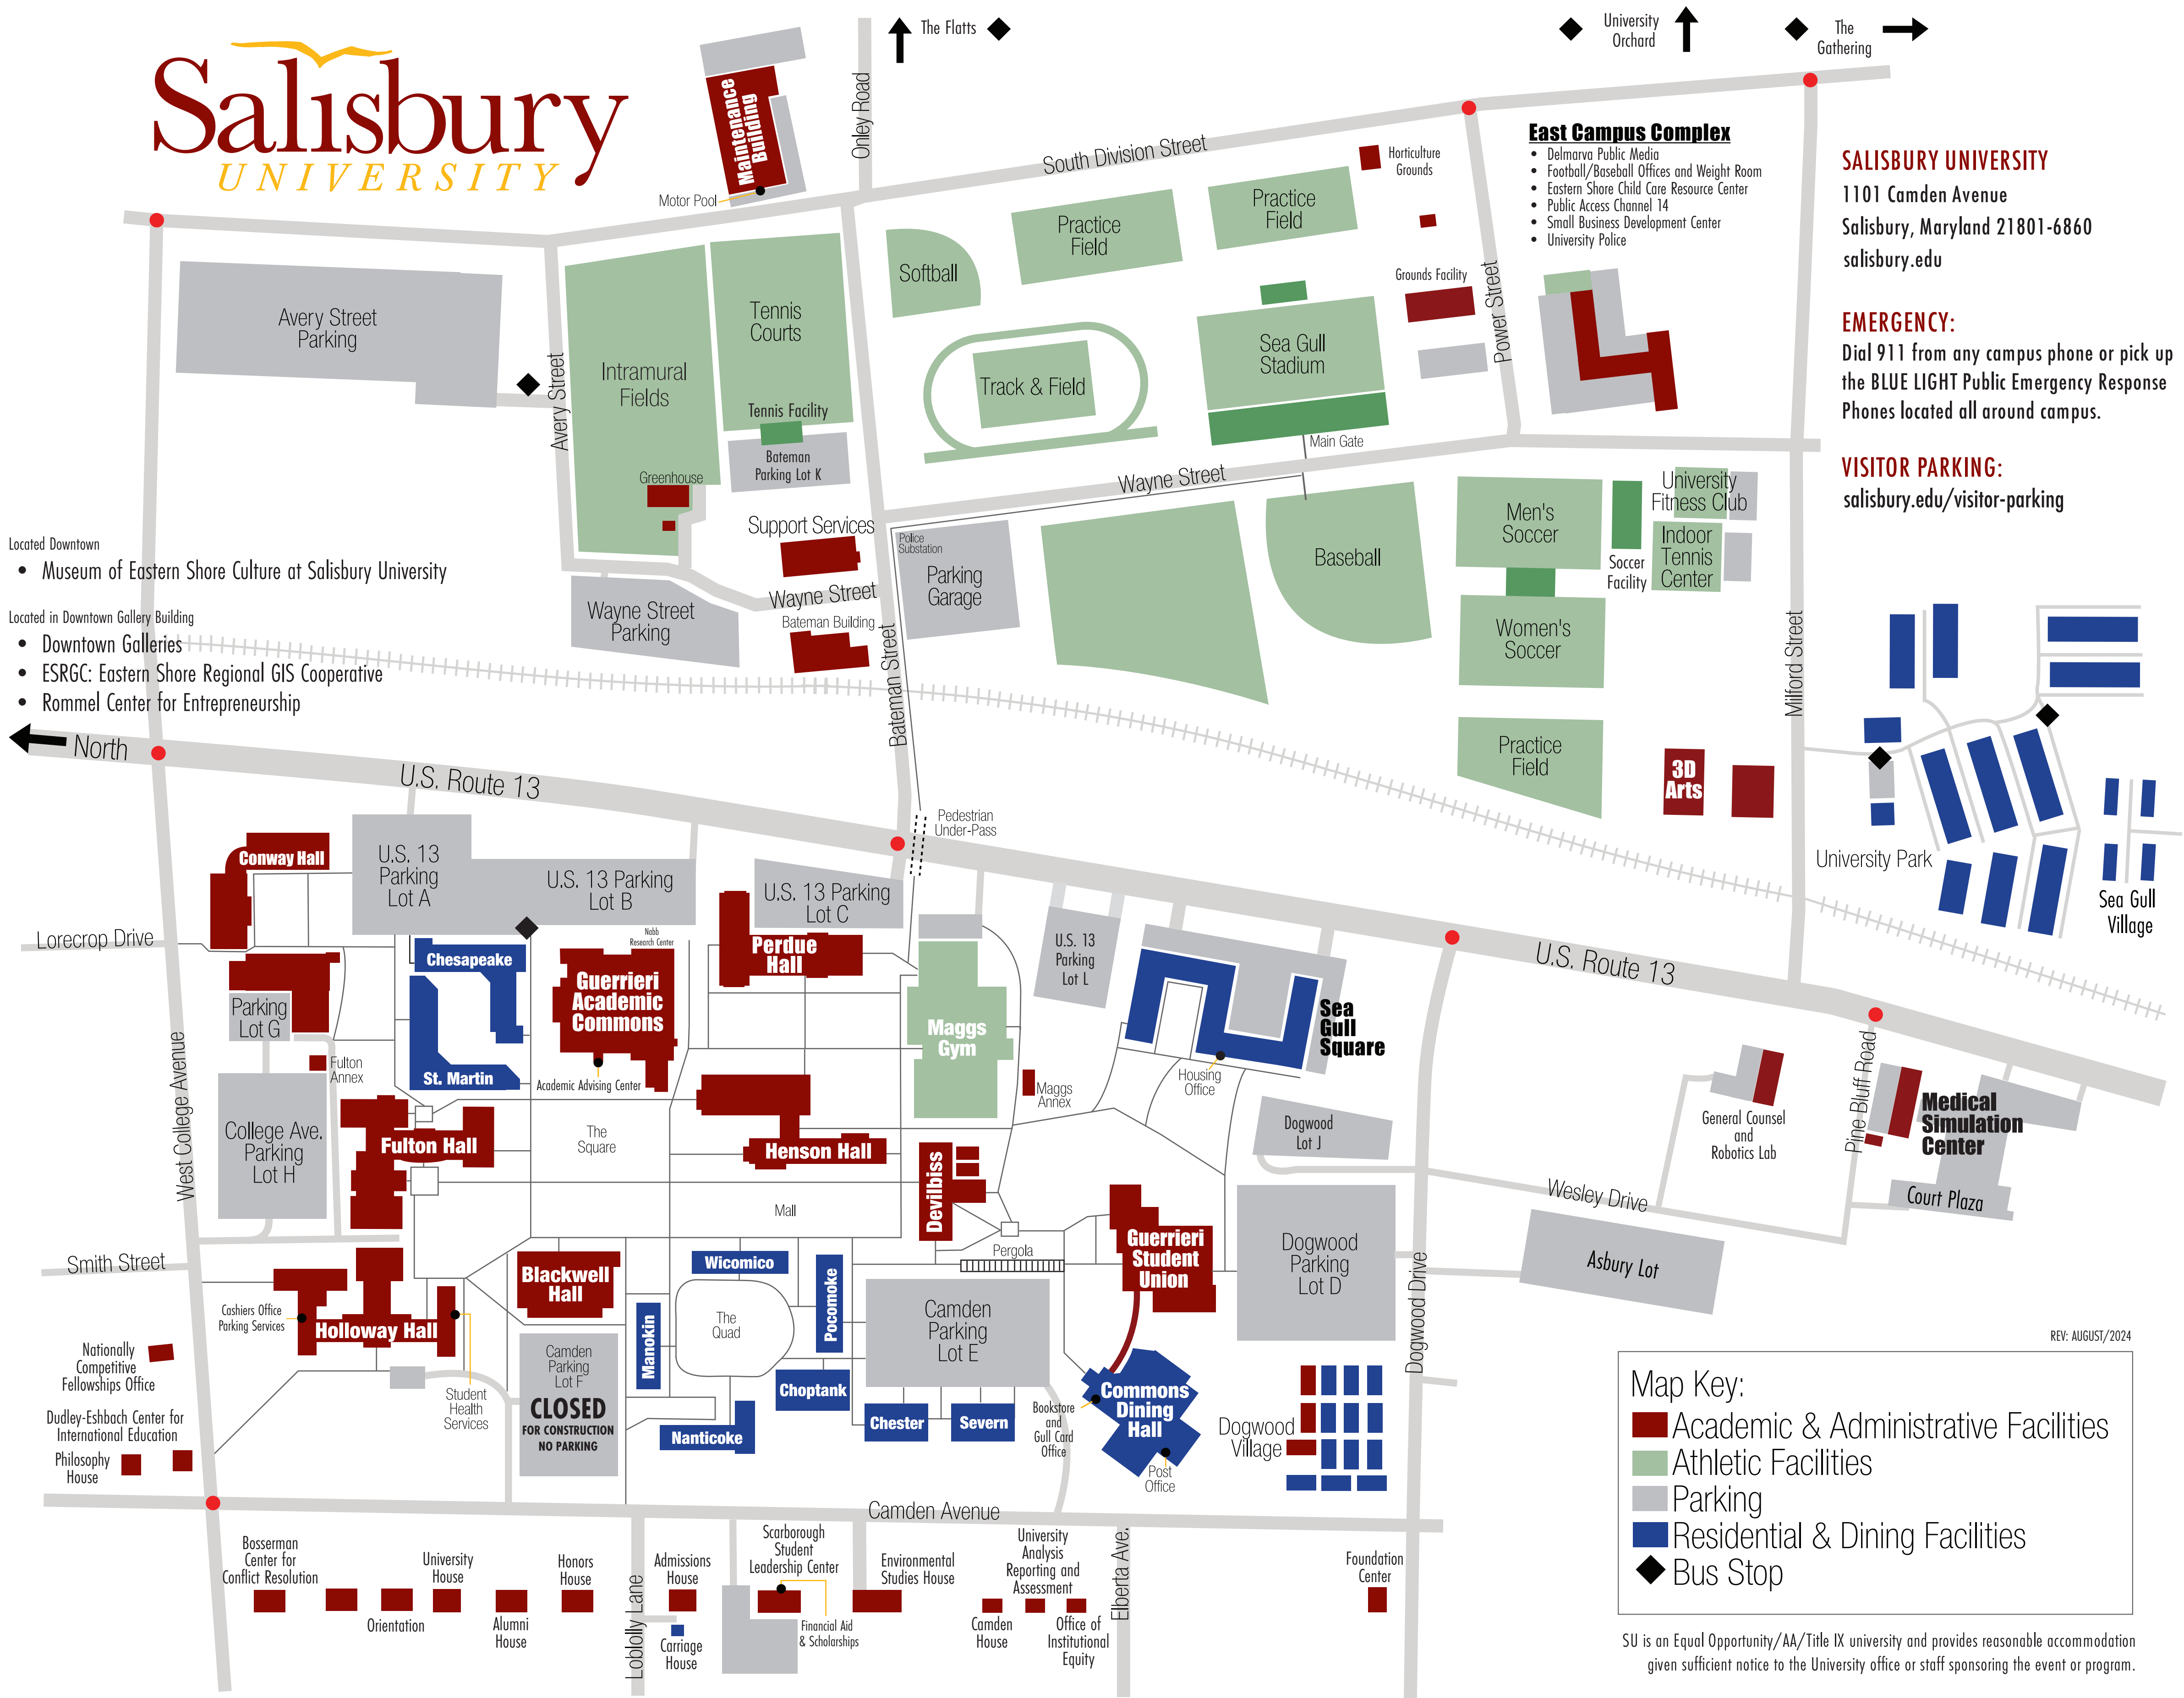 Salisbury
UNIVERSITY
The Flatts
University
Orchard
The
Gathering
Maintenance
Building
Motor Pool
Onley Road
South Division Street
Horticulture
Grounds
East Campus Complex
• Delmarva Public Media
• Football/Baseball Offices and Weight Room
• Eastern Shore Child Care Resource Center
• Public Access Channel 14
• Small Business Development Center
• University Police
SALISBURY UNIVERSITY
1101 Camden Avenue
Salisbury, Maryland 21801-6860
salisbury.edu
EMERGENCY:
Dial 911 from any campus phone or pick up
the BLUE LIGHT Public Emergency Response
Phones located all around campus.
VISITOR PARKING:
salisbury.edu/visitor-parking
Avery Street
Parking
Avery Street
Intramural
Fields
Tennis
Courts
Tennis Facility
Bateman
Parking Lot K
Greenhouse
Softball
Practice
Field
Practice
Field
Track & Field
Sea Gull
Stadium
Grounds Facility
Power Street
Main Gate
Wayne Street
Support Services
Police
Substation
Parking
Garage
Wayne Street
Bateman Building
Wayne Street
Parking
Bateman Street
Baseball
Men's
Soccer
Women's
Soccer
Soccer
Facility
University
Fitness Club
Indoor
Tennis
Center
Practice
Field
3D
Arts
Milford Street
University Park
Sea Gull
Village
Located Downtown
• Museum of Eastern Shore Culture at Salisbury University
Located in Downtown Gallery Building
• Downtown Galleries
• ESRGC: Eastern Shore Regional GIS Cooperative
• Rommel Center for Entrepreneurship
North
U.S. Route 13
Pedestrian
Under-Pass
U.S. Route 13
Conway Hall
U.S. 13
Parking
Lot A
U.S. 13 Parking
Lot B
U.S. 13 Parking
Lot C
Lorecrop Drive
Chesapeake
Nabb
Research Center
Guerrieri
Academic
Commons
Perdue
Hall
U.S. 13
Parking
Lot L
Sea
Gull
Square
Parking
Lot G
Fulton
Annex
St. Martin
Academic Advising Center
Maggs
Gym
Maggs
Annex
Housing
Office
Dogwood
Lot J
West College Avenue
College Ave.
Parking
Lot H
Fulton Hall
The
Square
Henson Hall
Devilbiss
Mall
Pergola
General Counsel
and
Robotics Lab
Pine Bluff Road
Medical
Simulation
Center
Court Plaza
Wesley Drive
Asbury Lot
Smith Street
Blackwell
Hall
Wicomico
Pocomoke
Manokin
The
Quad
Camden
Parking
Lot E
Guerrieri
Student
Union
Dogwood
Parking
Lot D
Dogwood Drive
Cashiers Office
Parking Services
Holloway Hall
Student
Health
Services
Camden
Parking
Lot F
CLOSED
FOR CONSTRUCTION
NO PARKING
Choptank
Nanticoke
Chester
Severn
Bookstore
and
Gull Card
Office
Commons
Dining
Hall
Post
Office
Dogwood
Village
Nationally
Competitive
Fellowships Office
Dudley-Eshbach Center for
International Education
Philosophy
House
Camden Avenue
Bosserman
Center for
Conflict Resolution
Orientation
University
House
Alumni
House
Honors
House
Loblolly Lane
Admissions
House
Carriage
House
Scarborough
Student
Leadership Center
Financial Aid
& Scholarships
Environmental
Studies House
Camden
House
University
Analysis
Reporting and
Assessment
Office of
Institutional
Equity
Elberta Ave.
Foundation
Center
REV: AUGUST/2024
Map Key:
Academic & Administrative Facilities
Athletic Facilities
Parking
Residential & Dining Facilities
Bus Stop
SU is an Equal Opportunity/AA/Title IX university and provides reasonable accommodation
given sufficient notice to the University office or staff sponsoring the event or program.